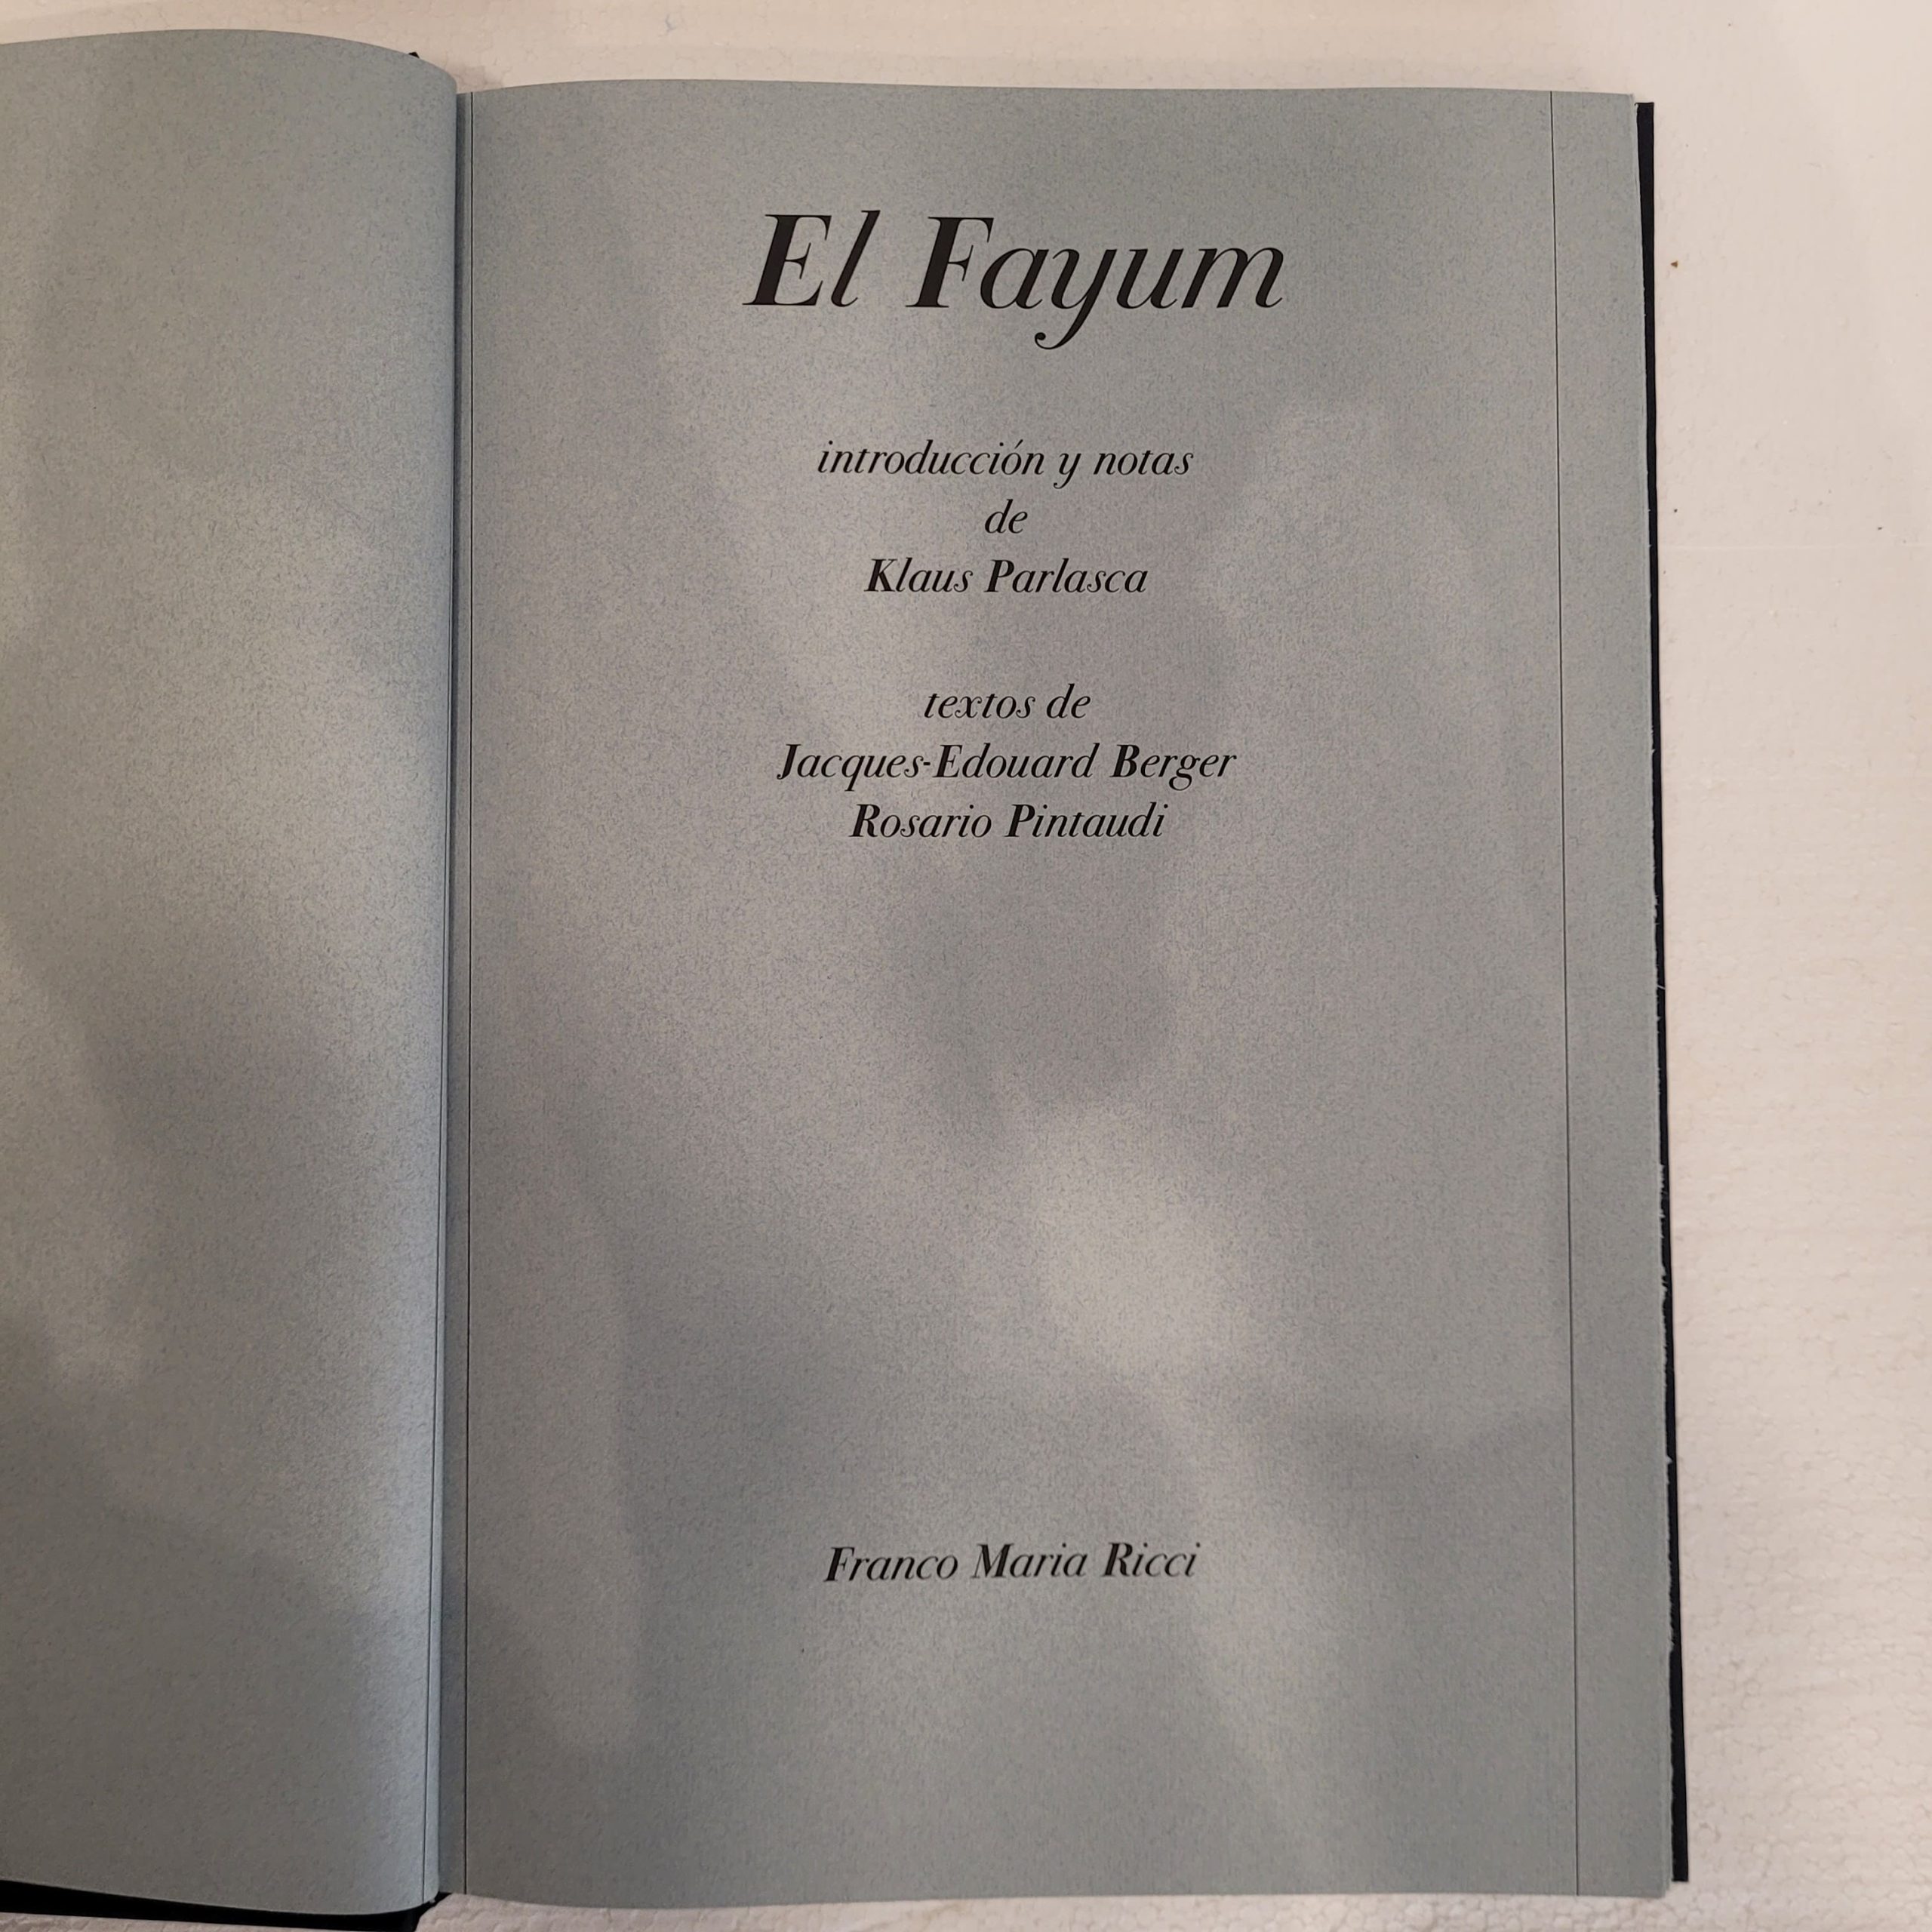 El Fayum
introducción y notas
de
Klaus Parlasca
textos de
Jacques-Edouard Berger
Rosario Pintaudi
Franco Maria Ricci